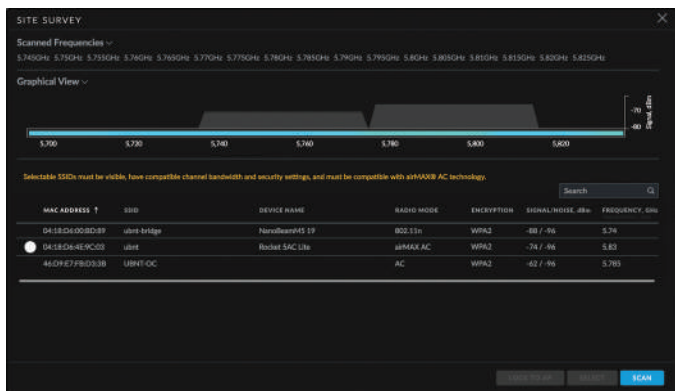 SITE SURVEY
Scanned Frequencies
5.745GHz 5.75GHz 5.755GHz 5.76GHz 5.765GHz 5.77GHz 5.775GHz 5.78GHz 5.785GHz 5.79GHz 5.795GHz 5.8GHz 5.805GHz 5.81GHz 5.815GHz 5.82GHz 5.825GHz
Graphical View
-70
-80
Signal, dBm
5,700 5,720 5,740 5,760 5,780 5,800 5,820
Selectable SSIDs must be visible, have compatible channel bandwidth and security settings, and must be compatible with airMAX® AC technology.
Search
MAC ADDRESS ↑ SSID DEVICE NAME RADIO MODE ENCRYPTION SIGNAL/NOISE, dBm FREQUENCY, GHz
04:18:D6:00:BD:89 ubnt-bridge NanoBeamM5 19 802.11n WPA2 -88 / -96 5.74
04:18:D6:4E:9C:03 ubnt Rocket 5AC Lite airMAX AC WPA2 -74 / -96 5.83
46:D9:E7:FB:D3:3B UBNT-OC AC WPA2 -62 / -96 5.785
LOCK TO AP SELECT SCAN